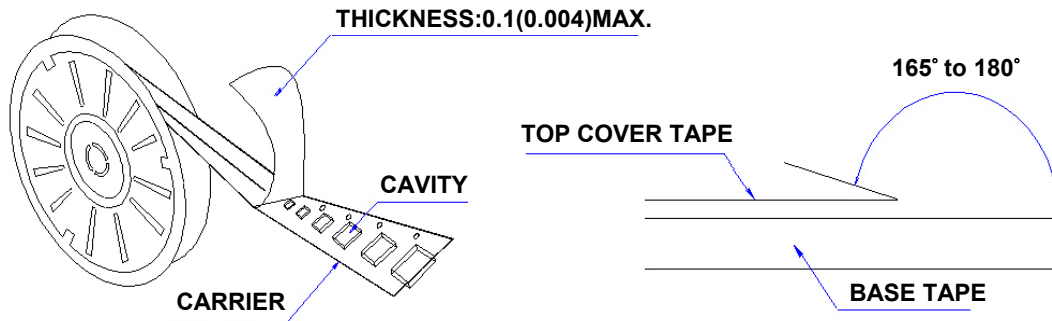 THICKNESS:0.1(0.004)MAX.
165° to 180°
TOP COVER TAPE
CAVITY
CARRIER
BASE TAPE